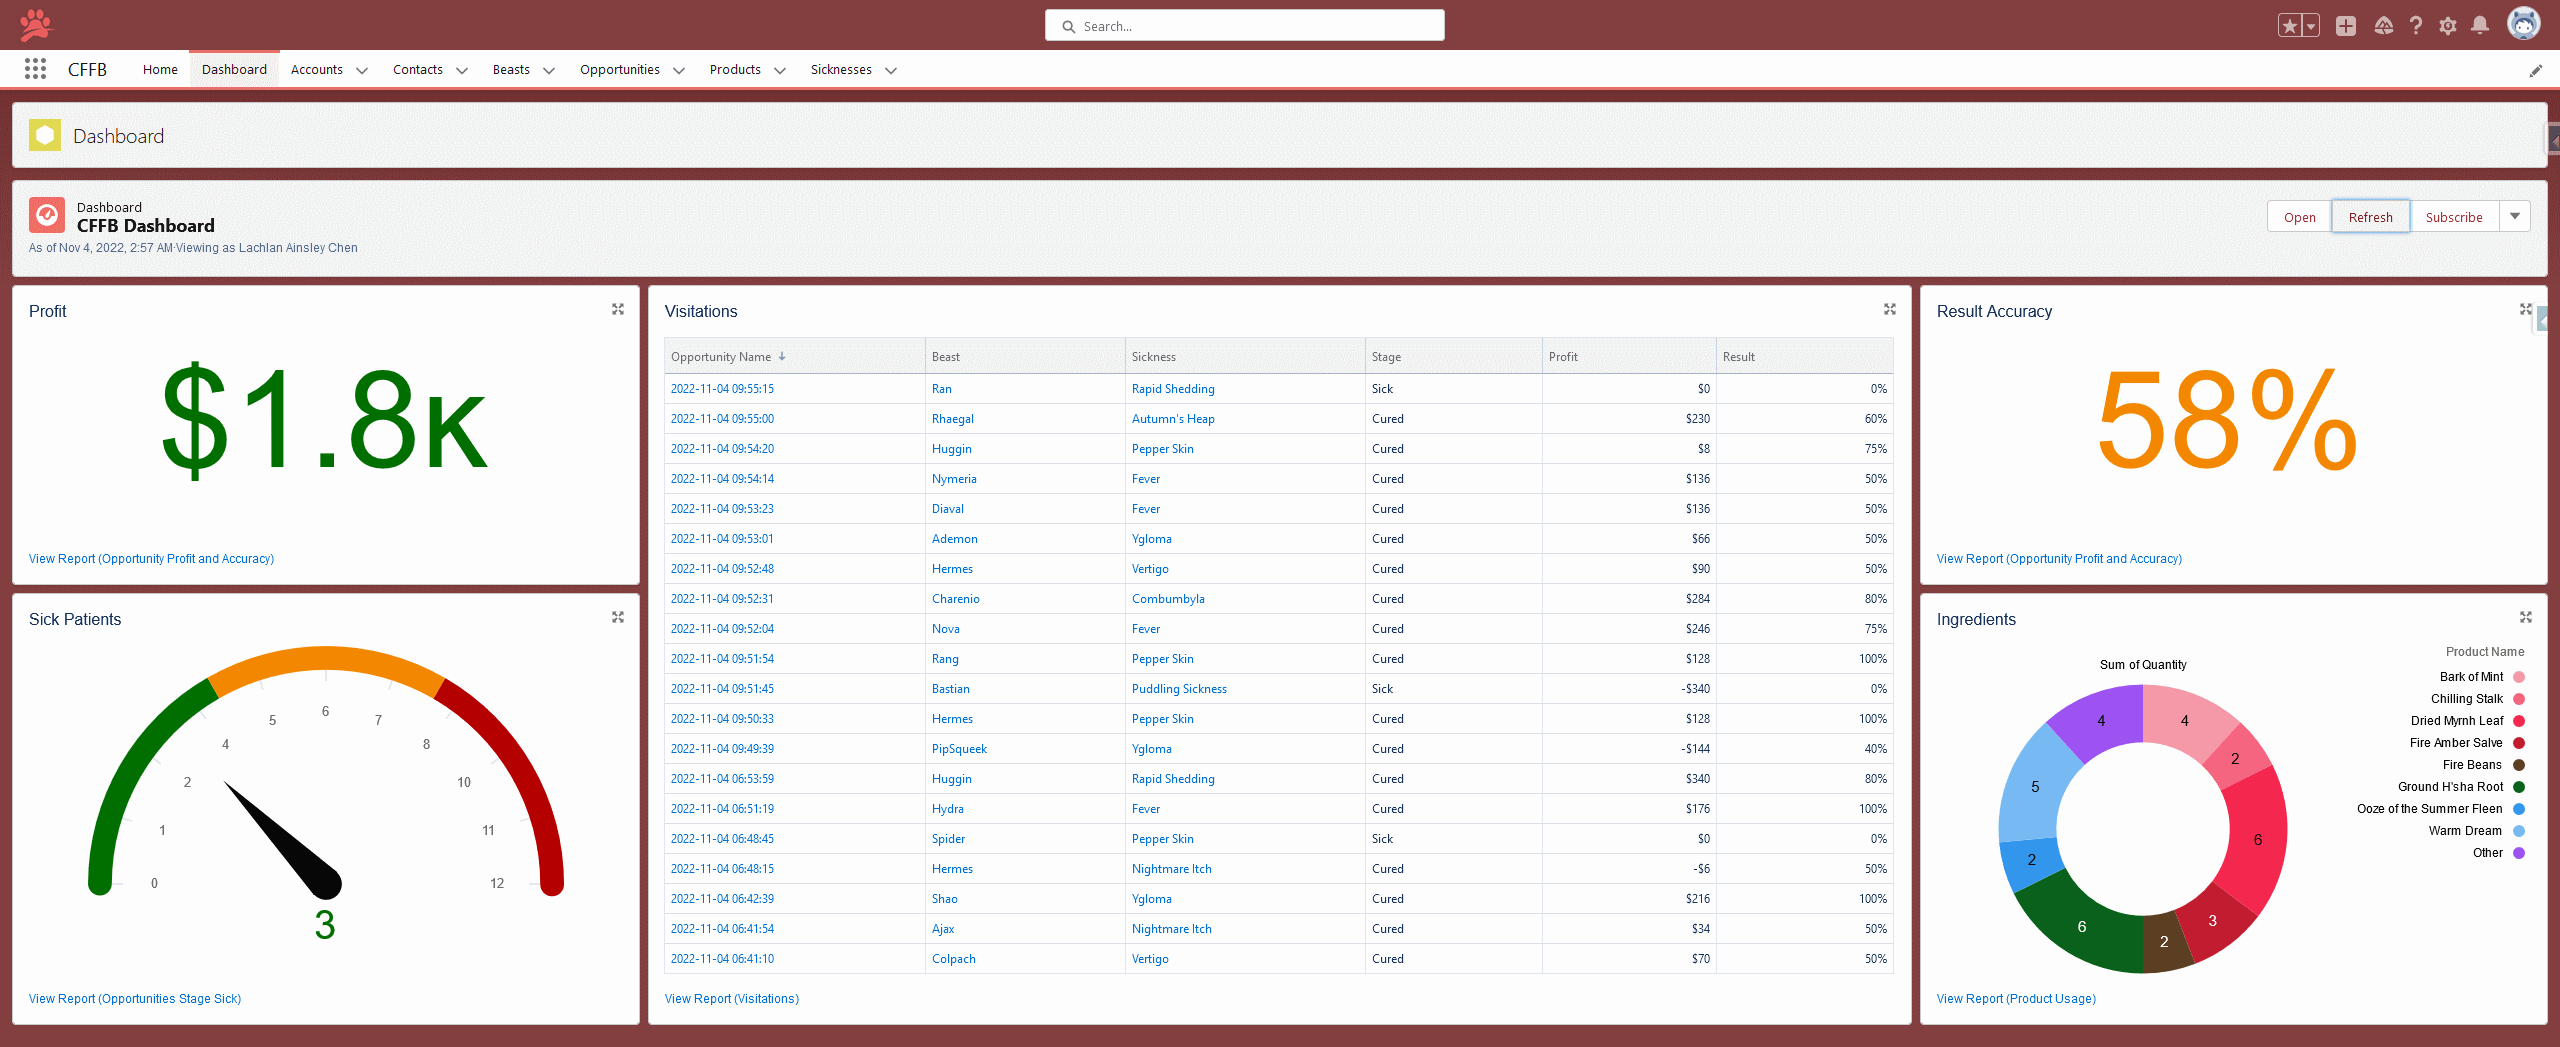 Search...
CFFB Home Dashboard Accounts Contacts Beasts Opportunities Products Sicknesses
Dashboard
Dashboard
CFFB Dashboard
As of Nov 4, 2022, 2:57 AM·Viewing as Lachlan Ainsley Chen
Open Refresh Subscribe
Profit
$1.8K
View Report (Opportunity Profit and Accuracy)
Sick Patients
0 1 2 4 5 6 7 8 10 11 12
3
View Report (Opportunities Stage Sick)
Visitations
Opportunity Name Beast Sickness Stage Profit Result
2022-11-04 09:55:15 Ran Rapid Shedding Sick $0 0%
2022-11-04 09:55:00 Rhaegal Autumn's Heap Cured $230 60%
2022-11-04 09:54:20 Huggin Pepper Skin Cured $8 75%
2022-11-04 09:54:14 Nymeria Fever Cured $136 50%
2022-11-04 09:53:23 Diaval Fever Cured $136 50%
2022-11-04 09:53:01 Ademon Ygloma Cured $66 50%
2022-11-04 09:52:48 Hermes Vertigo Cured $90 50%
2022-11-04 09:52:31 Charenio Combumbyla Cured $284 80%
2022-11-04 09:52:04 Nova Fever Cured $246 75%
2022-11-04 09:51:54 Rang Pepper Skin Cured $128 100%
2022-11-04 09:51:45 Bastian Puddling Sickness Sick -$340 0%
2022-11-04 09:50:33 Hermes Pepper Skin Cured $128 100%
2022-11-04 09:49:39 PipSqueek Ygloma Cured -$144 40%
2022-11-04 06:53:59 Huggin Rapid Shedding Cured $340 80%
2022-11-04 06:51:19 Hydra Fever Cured $176 100%
2022-11-04 06:48:45 Spider Pepper Skin Sick $0 0%
2022-11-04 06:48:15 Hermes Nightmare Itch Cured -$6 50%
2022-11-04 06:42:39 Shao Ygloma Cured $216 100%
2022-11-04 06:41:54 Ajax Nightmare Itch Cured $34 50%
2022-11-04 06:41:10 Colpach Vertigo Cured $70 50%
View Report (Visitations)
Result Accuracy
58%
View Report (Opportunity Profit and Accuracy)
Ingredients
Sum of Quantity
4 2 6 3 2 6 2 5 4
Product Name
Bark of Mint
Chilling Stalk
Dried Myrnh Leaf
Fire Amber Salve
Fire Beans
Ground H'sha Root
Ooze of the Summer Fleen
Warm Dream
Other
View Report (Product Usage)